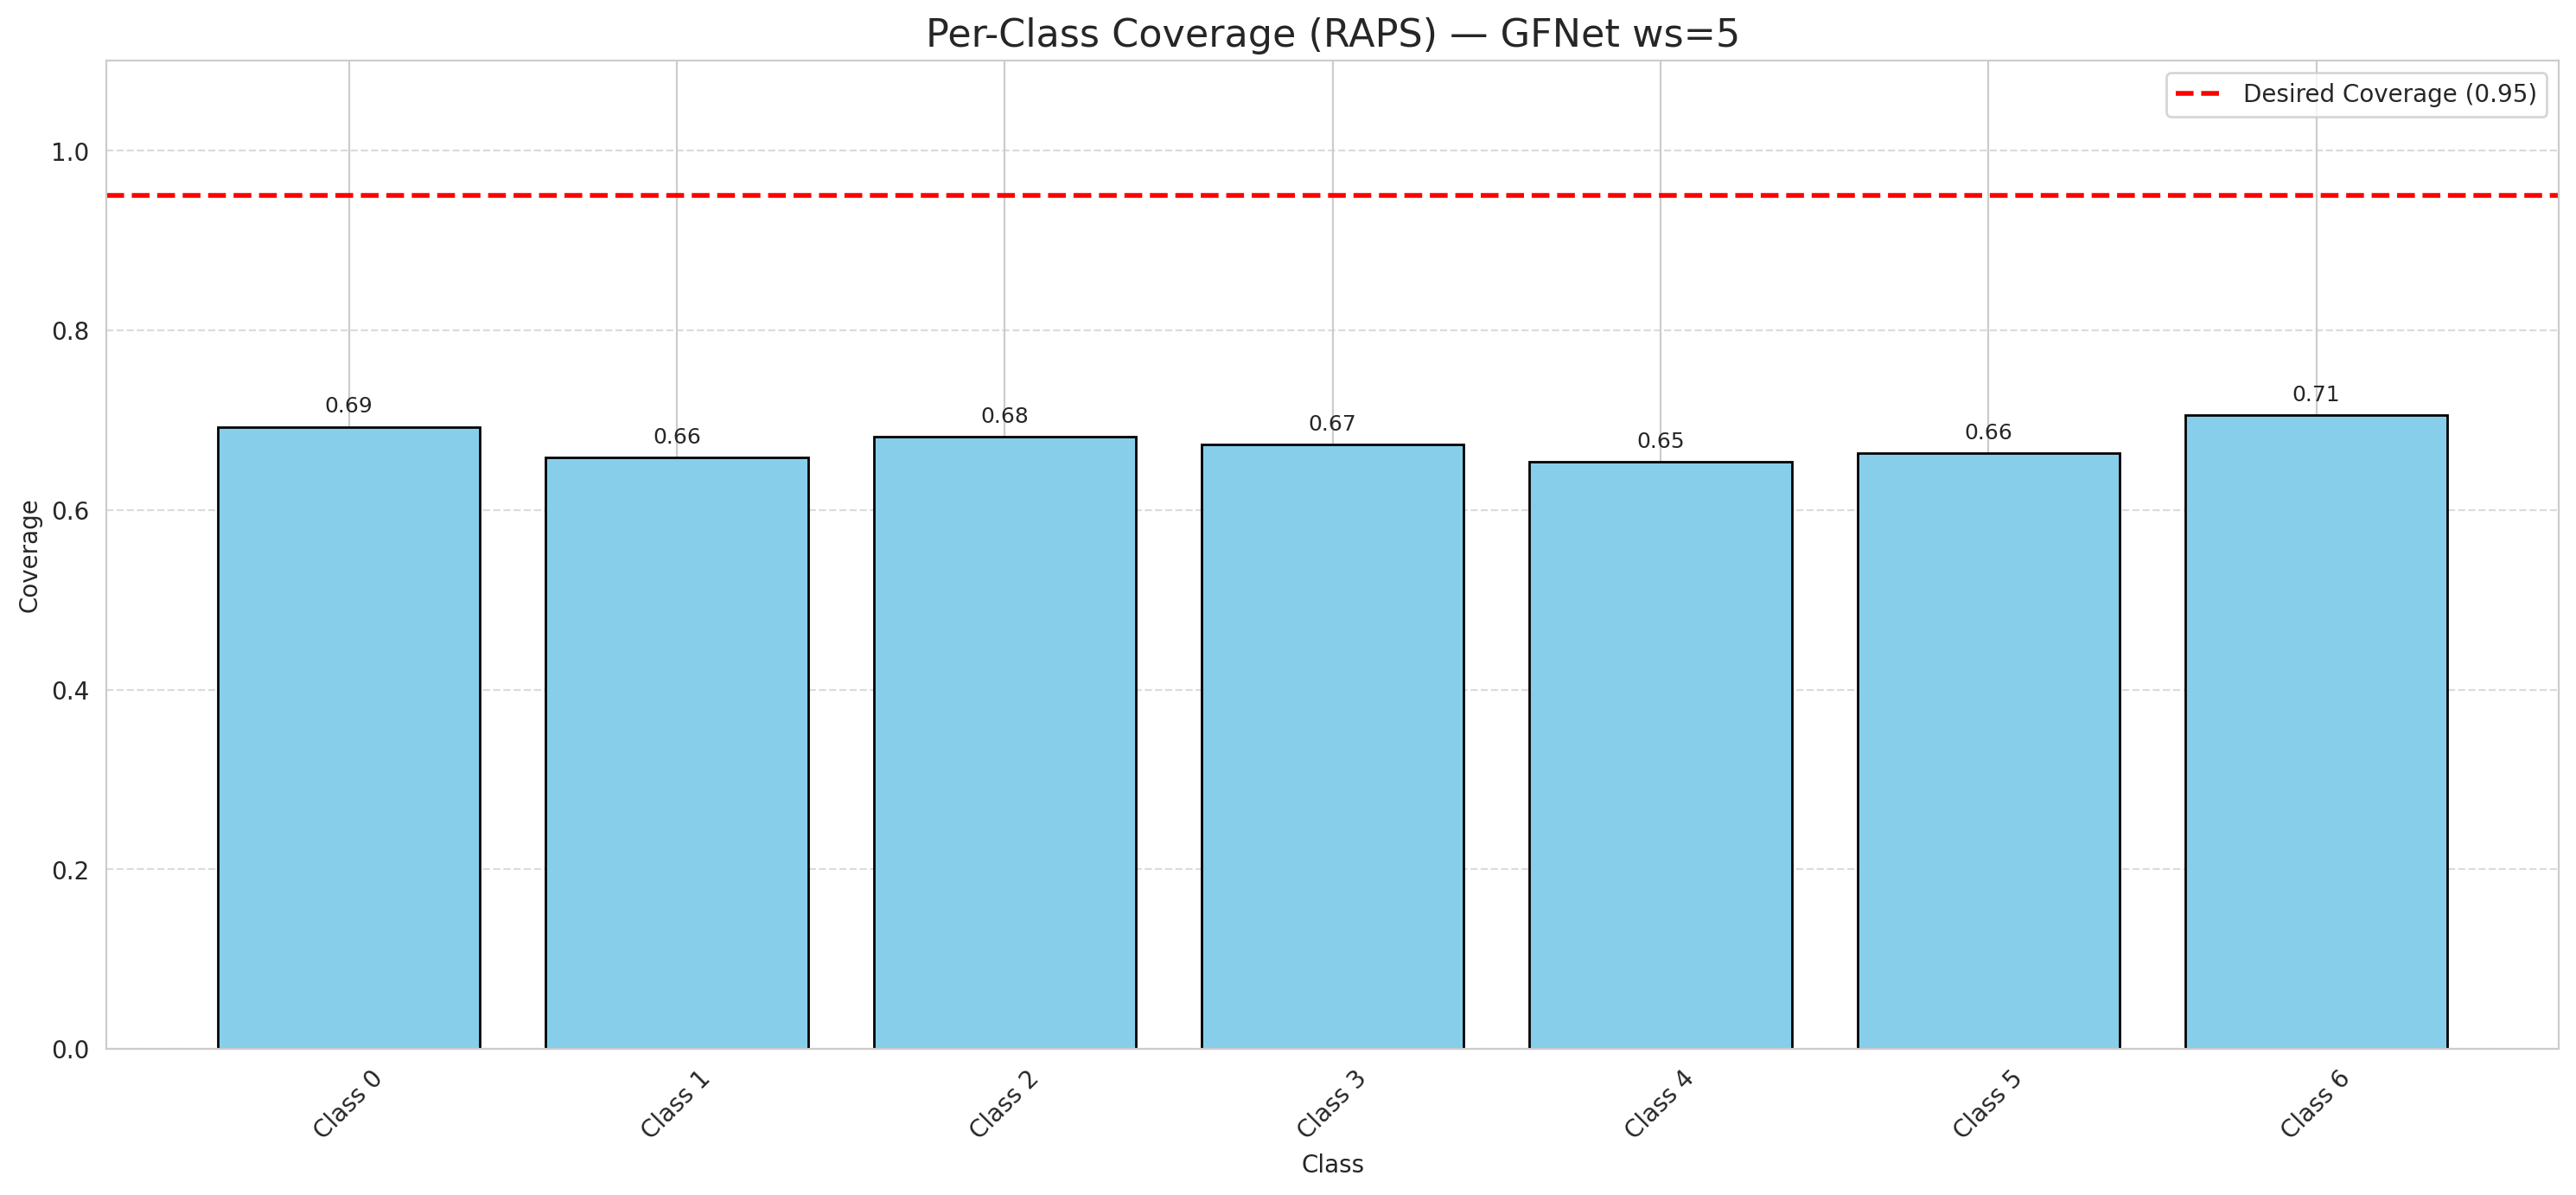 Per-Class Coverage (RAPS) — GFNet ws=5
Desired Coverage (0.95)
1.0
0.8
0.6
0.4
0.2
0.0
Coverage
0.69
0.66
0.68
0.67
0.65
0.66
0.71
Class 0
Class 1
Class 2
Class 3
Class 4
Class 5
Class 6
Class